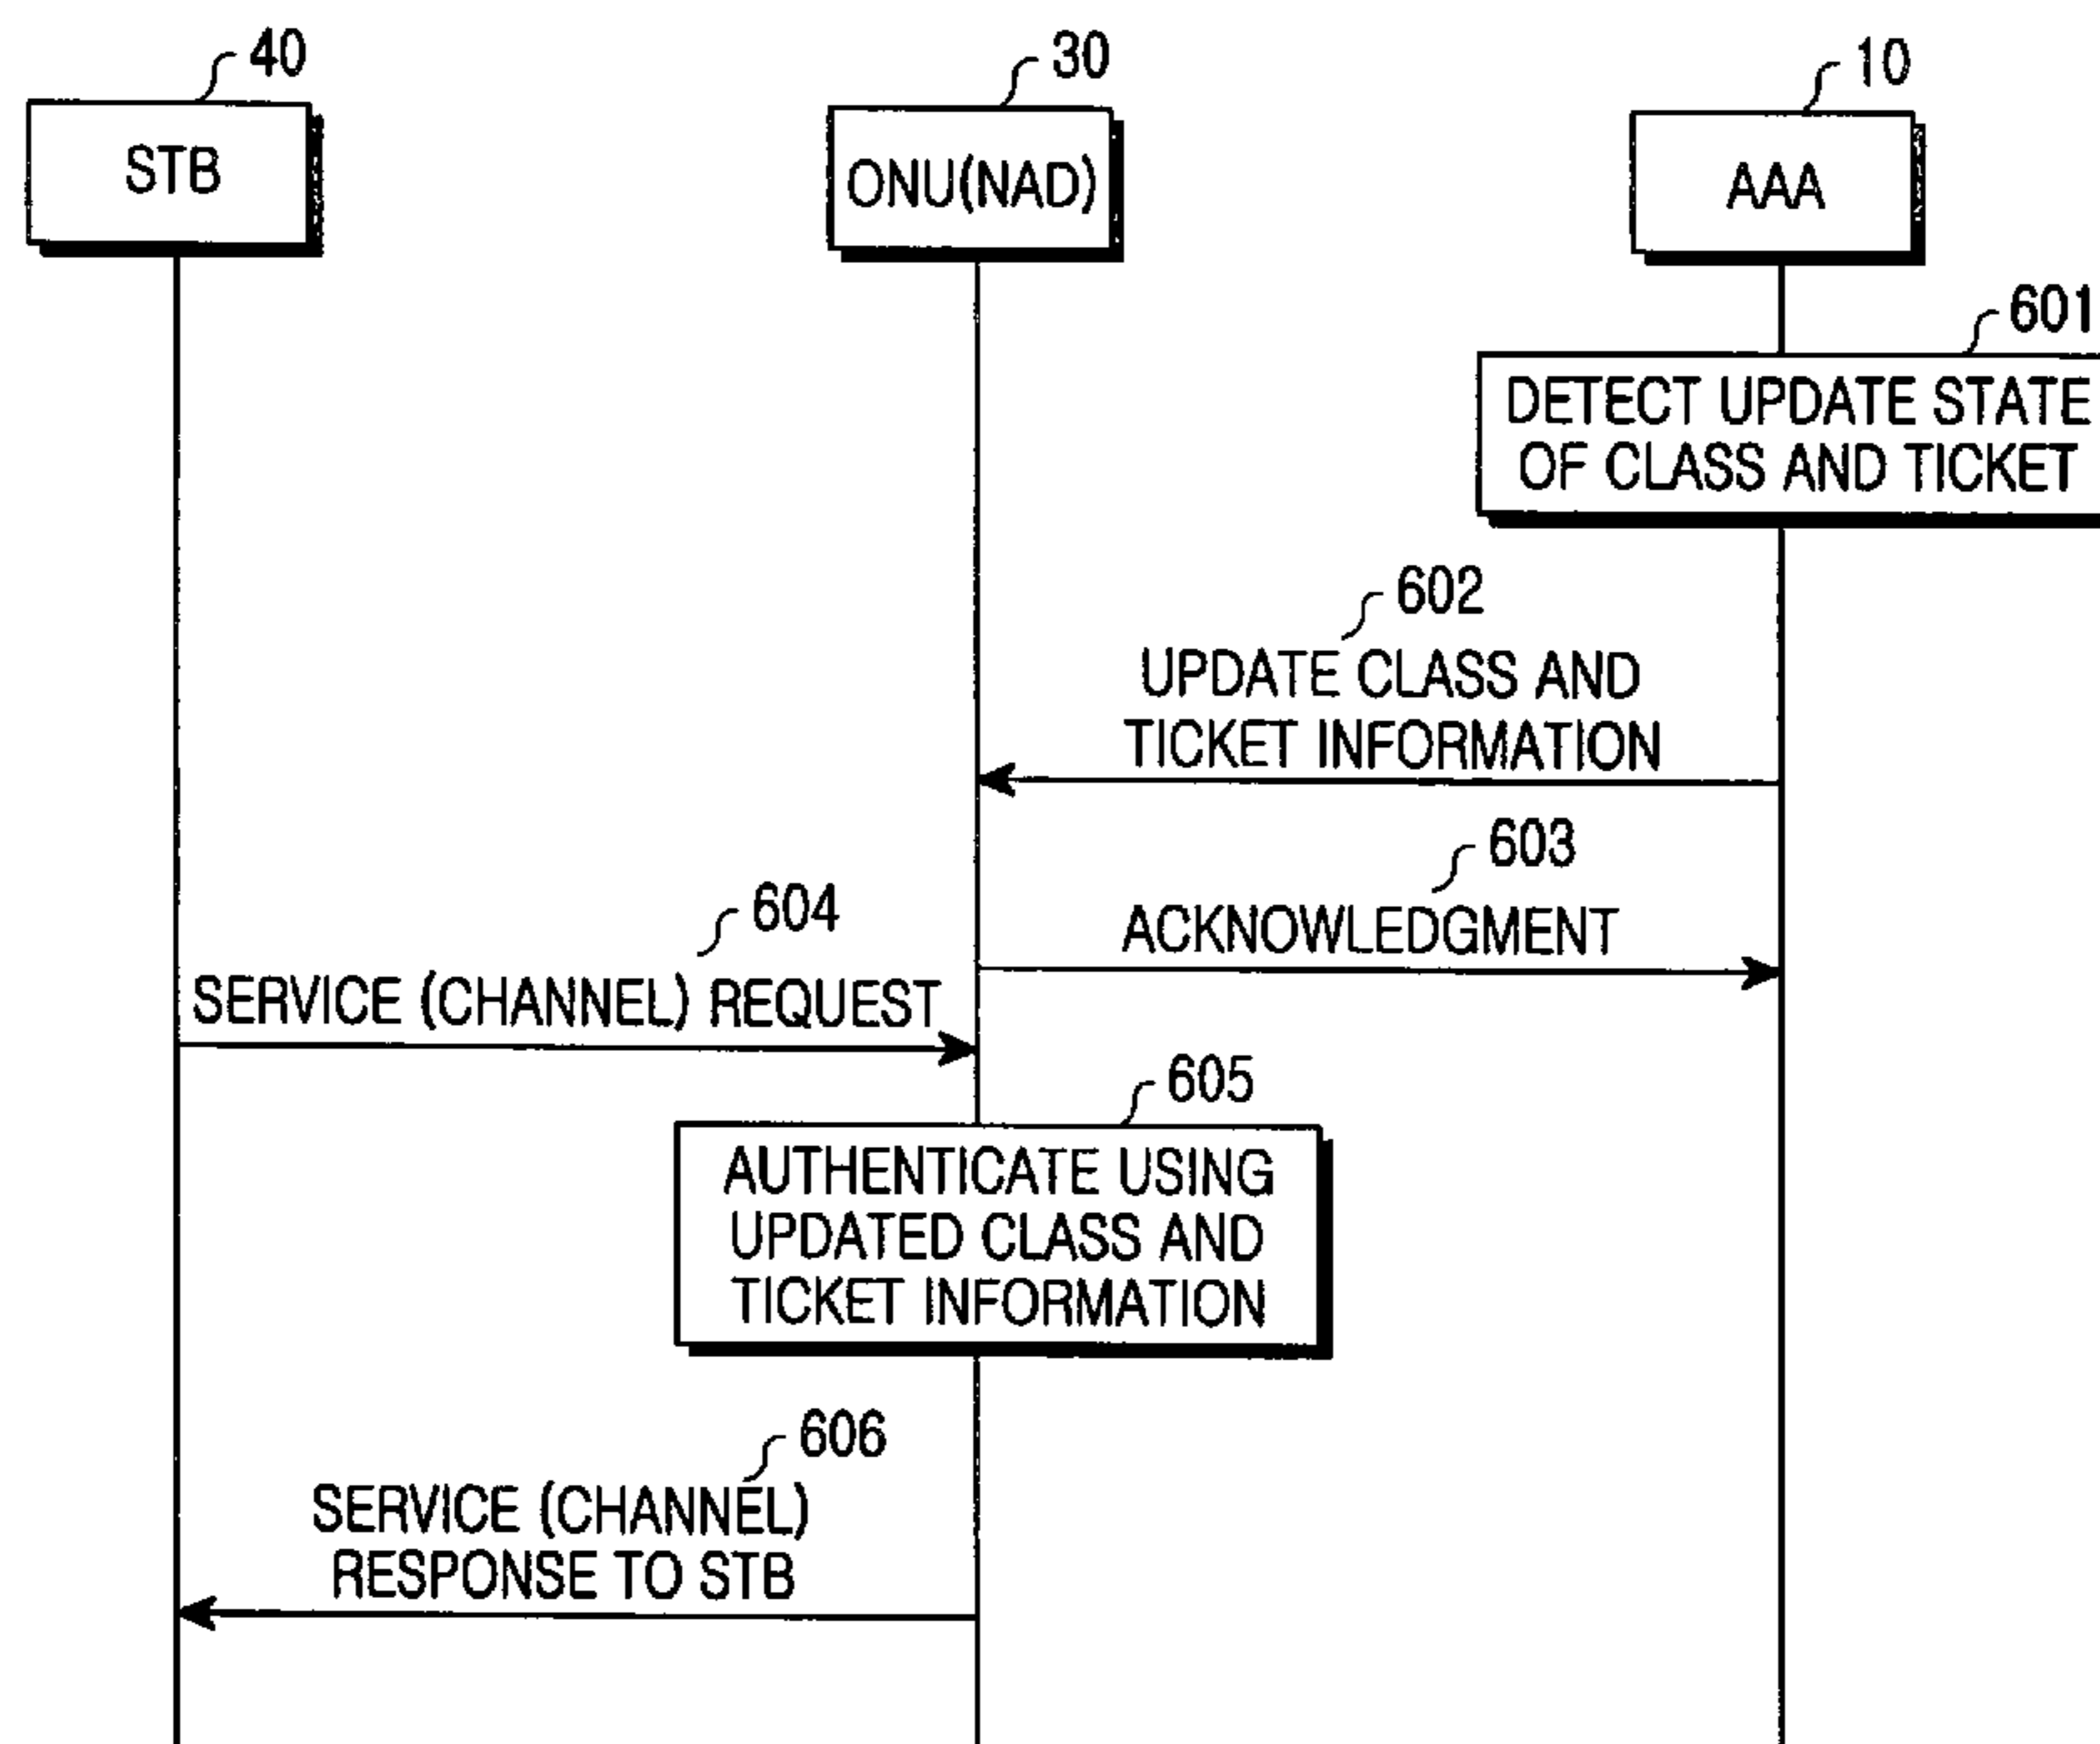 40
30
10
STB
ONU(NAD)
AAA
601
DETECT UPDATE STATE
OF CLASS AND TICKET
602
UPDATE CLASS AND
TICKET INFORMATION
603
ACKNOWLEDGMENT
604
SERVICE (CHANNEL) REQUEST
605
AUTHENTICATE USING
UPDATED CLASS AND
TICKET INFORMATION
606
SERVICE (CHANNEL)
RESPONSE TO STB